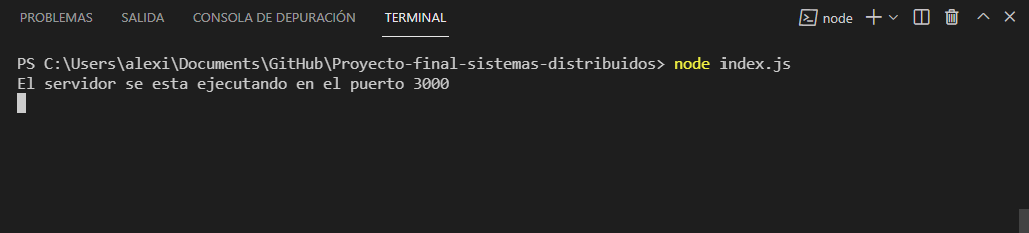 PROBLEMAS SALIDA CONSOLA DE DEPURACIÓN TERMINAL node
PS C:\Users\alexi\Documents\GitHub\Proyecto-final-sistemas-distribuidos> node index.js
El servidor se esta ejecutando en el puerto 3000